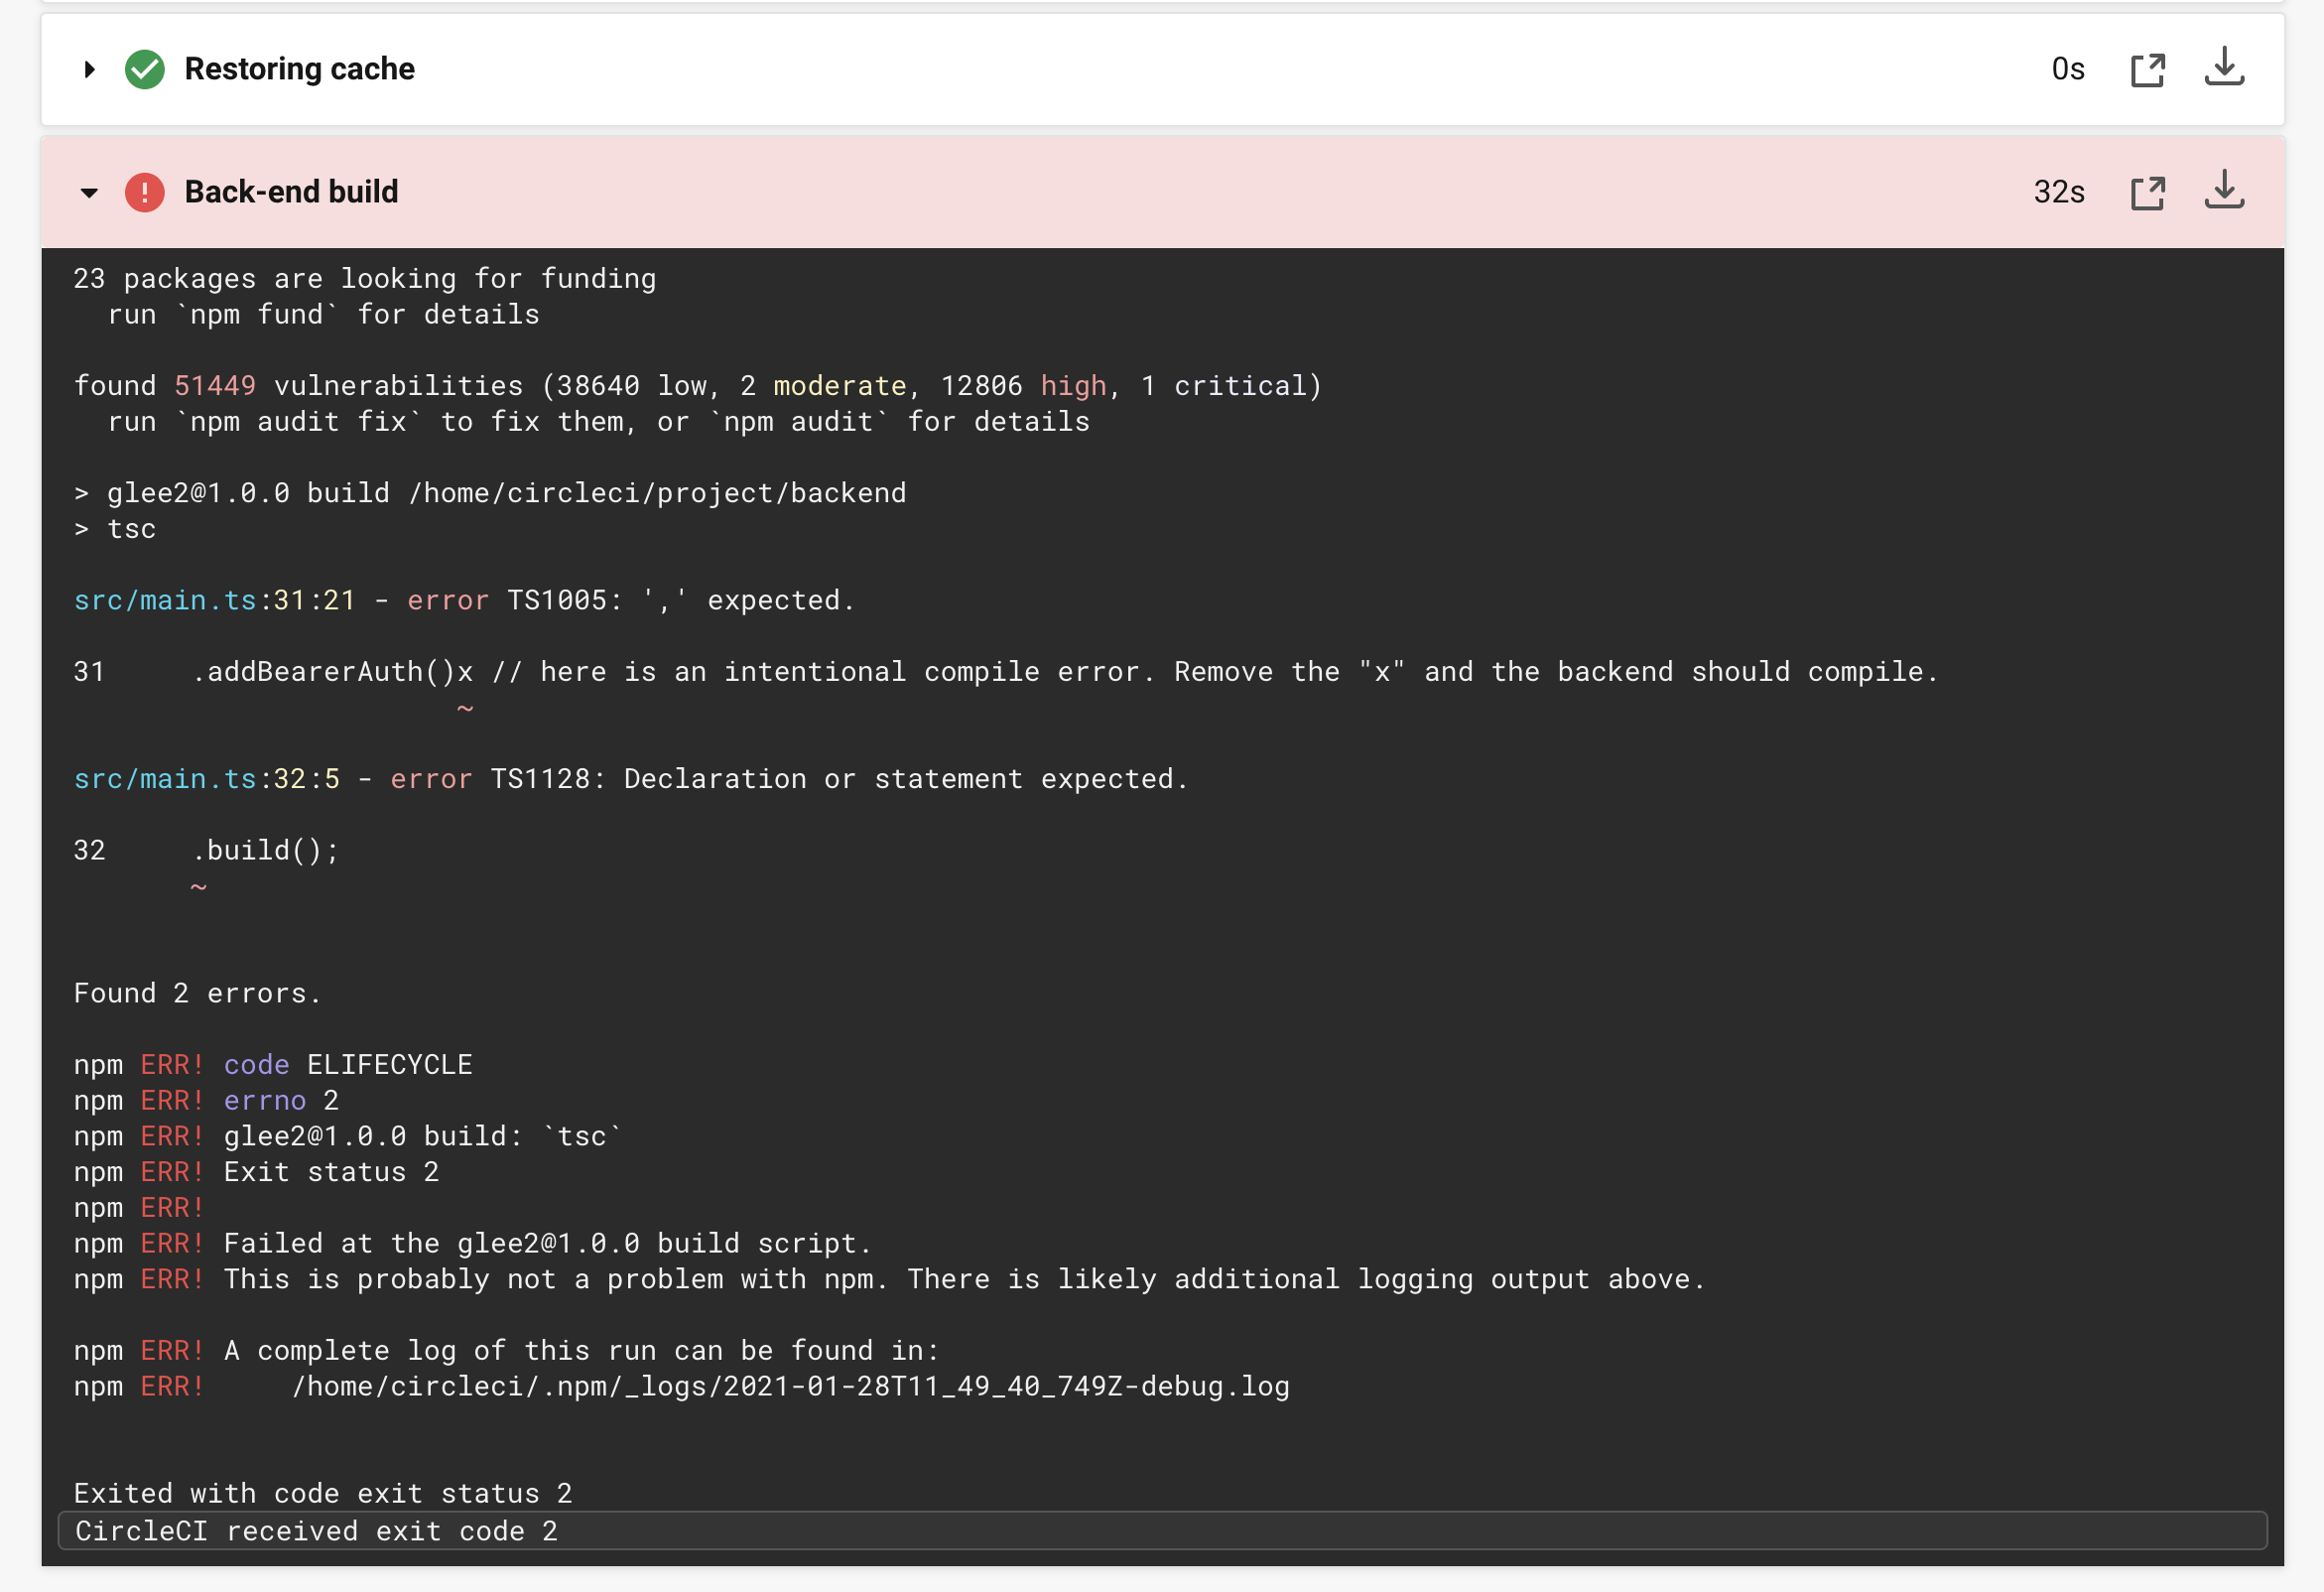 Restoring cache 0s
Back-end build 32s
23 packages are looking for funding
  run `npm fund` for details
found 51449 vulnerabilities (38640 low, 2 moderate, 12806 high, 1 critical)
  run `npm audit fix` to fix them, or `npm audit` for details
> glee2@1.0.0 build /home/circleci/project/backend
> tsc
src/main.ts:31:21 - error TS1005: ',' expected.
31     .addBearerAuth()x // here is an intentional compile error. Remove the "x" and the backend should compile.
                       ~
src/main.ts:32:5 - error TS1128: Declaration or statement expected.
32     .build();
       ~
Found 2 errors.
npm ERR! code ELIFECYCLE
npm ERR! errno 2
npm ERR! glee2@1.0.0 build: `tsc`
npm ERR! Exit status 2
npm ERR!
npm ERR! Failed at the glee2@1.0.0 build script.
npm ERR! This is probably not a problem with npm. There is likely additional logging output above.
npm ERR! A complete log of this run can be found in:
npm ERR!     /home/circleci/.npm/_logs/2021-01-28T11_49_40_749Z-debug.log
Exited with code exit status 2
CircleCI received exit code 2